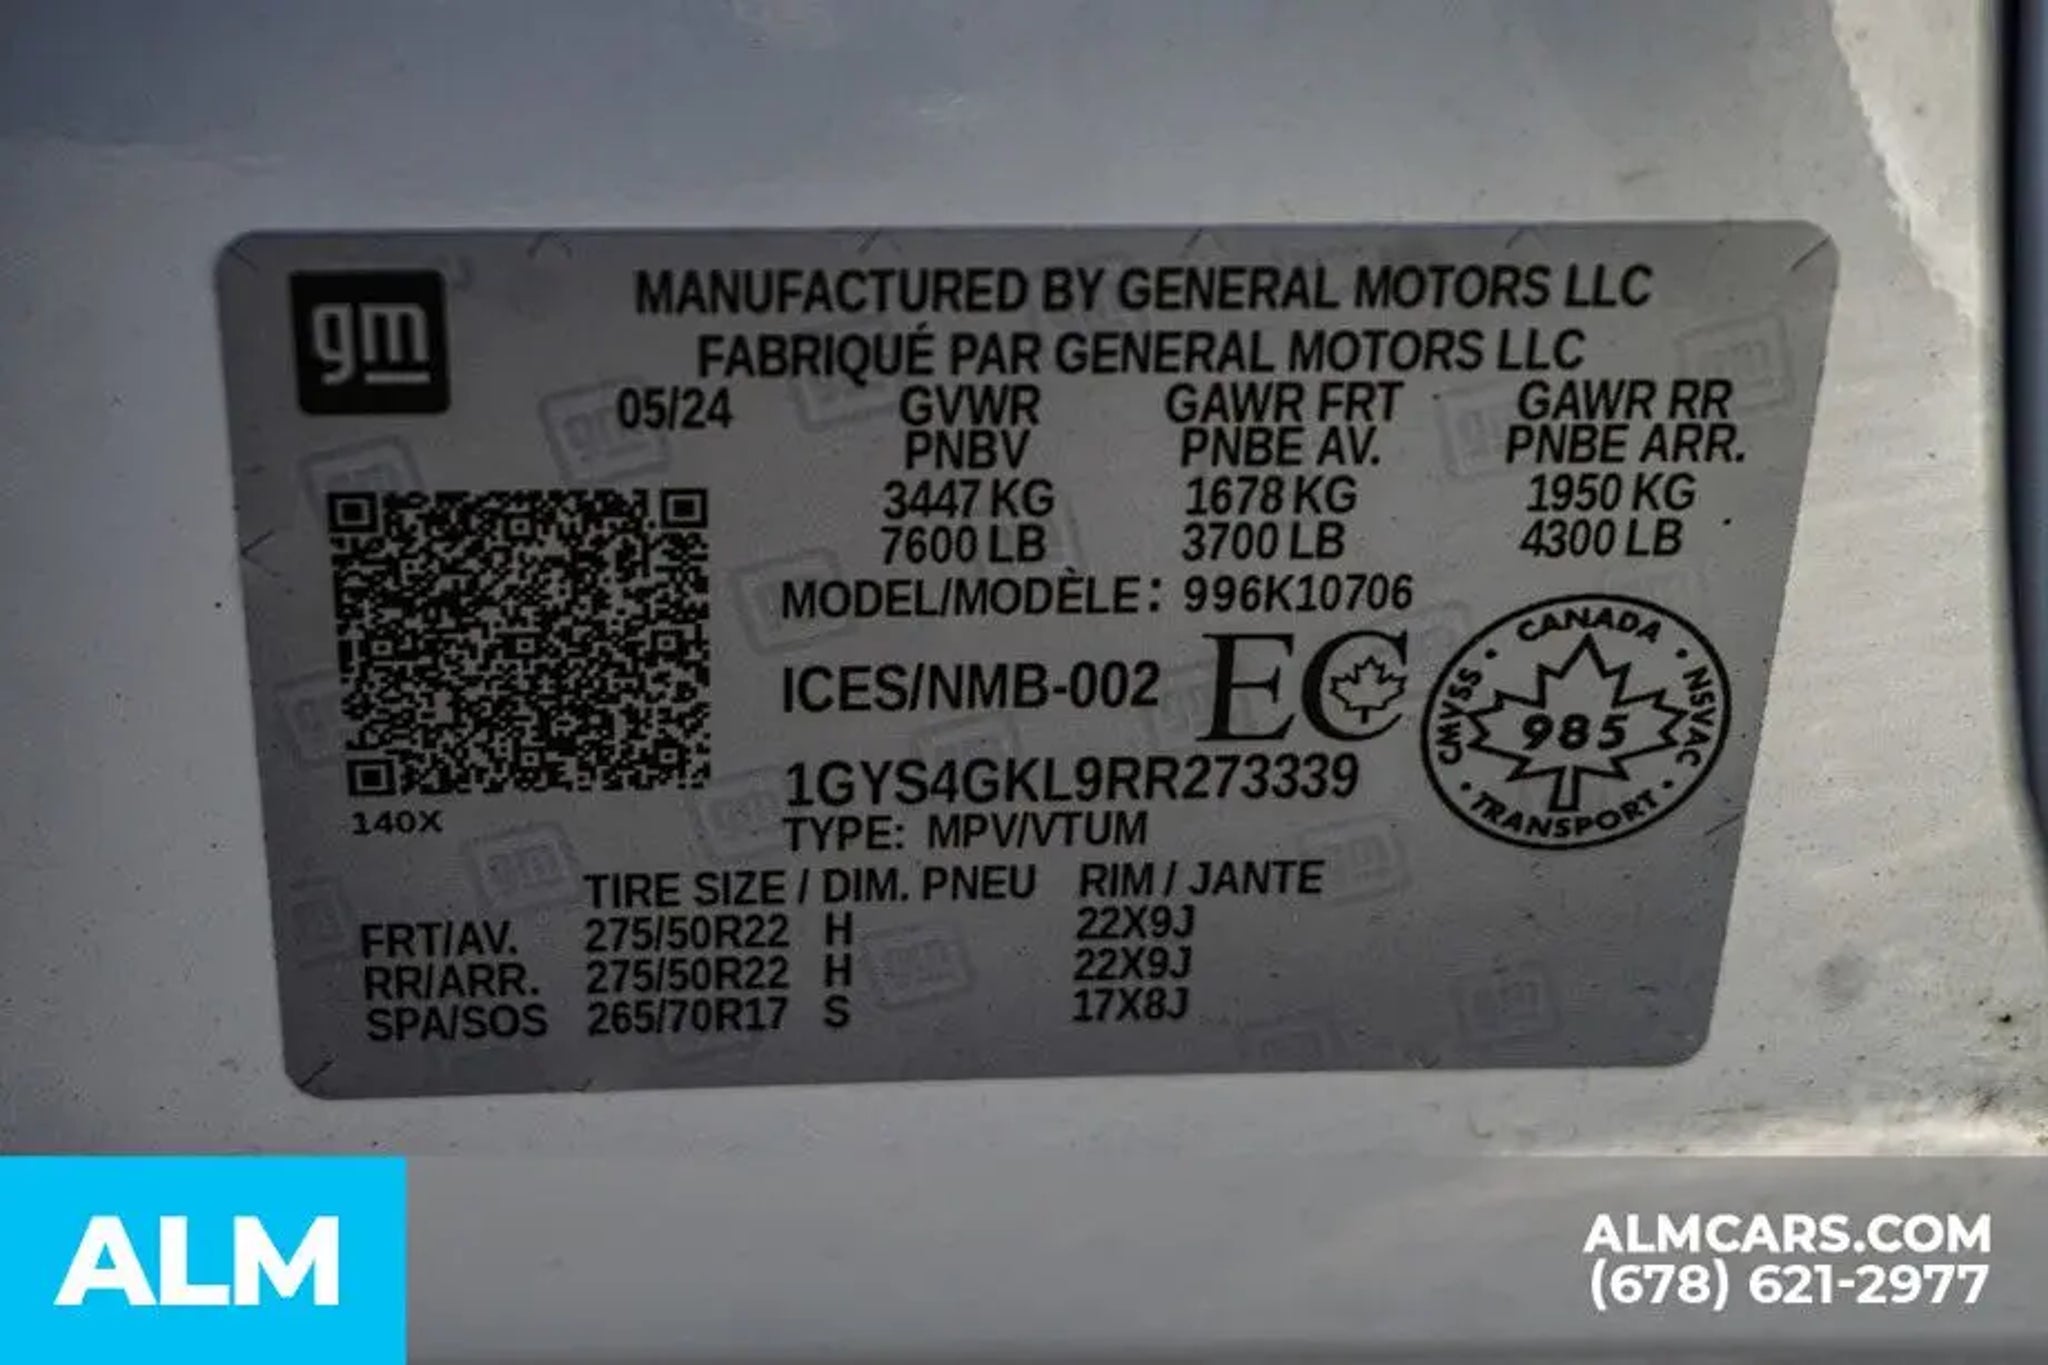 gm
MANUFACTURED BY GENERAL MOTORS LLC
FABRIQUÉ PAR GENERAL MOTORS LLC
05/24 GVWR GAWR FRT GAWR RR
PNBV PNBE AV. PNBE ARR.
3447 KG 1678 KG 1950 KG
7600 LB 3700 LB 4300 LB
MODEL/MODÈLE: 996K10706
ICES/NMB-002 EC
CANADA • NSVAC • TRANSPORT • CMVSS •
985
1GYS4GKL9RR273339
140X
TYPE: MPV/VTUM
TIRE SIZE / DIM. PNEU RIM / JANTE
FRT/AV. 275/50R22 H 22X9J
RR/ARR. 275/50R22 H 22X9J
SPA/SOS 265/70R17 S 17X8J
ALM
ALMCARS.COM
(678) 621-2977